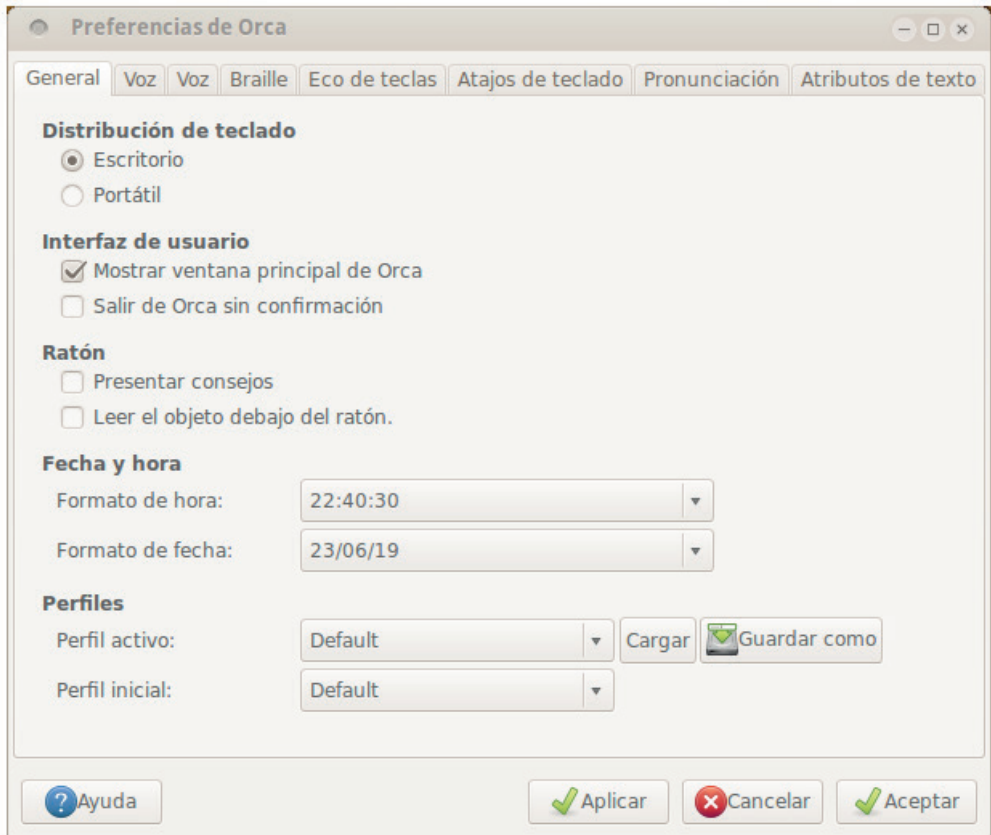 Preferencias de Orca
General Voz Voz Braille Eco de teclas Atajos de teclado Pronunciación Atributos de texto
Distribución de teclado
Escritorio
Portátil
Interfaz de usuario
Mostrar ventana principal de Orca
Salir de Orca sin confirmación
Ratón
Presentar consejos
Leer el objeto debajo del ratón.
Fecha y hora
Formato de hora: 22:40:30
Formato de fecha: 23/06/19
Perfiles
Perfil activo: Default Cargar Guardar como
Perfil inicial: Default
Ayuda Aplicar Cancelar Aceptar